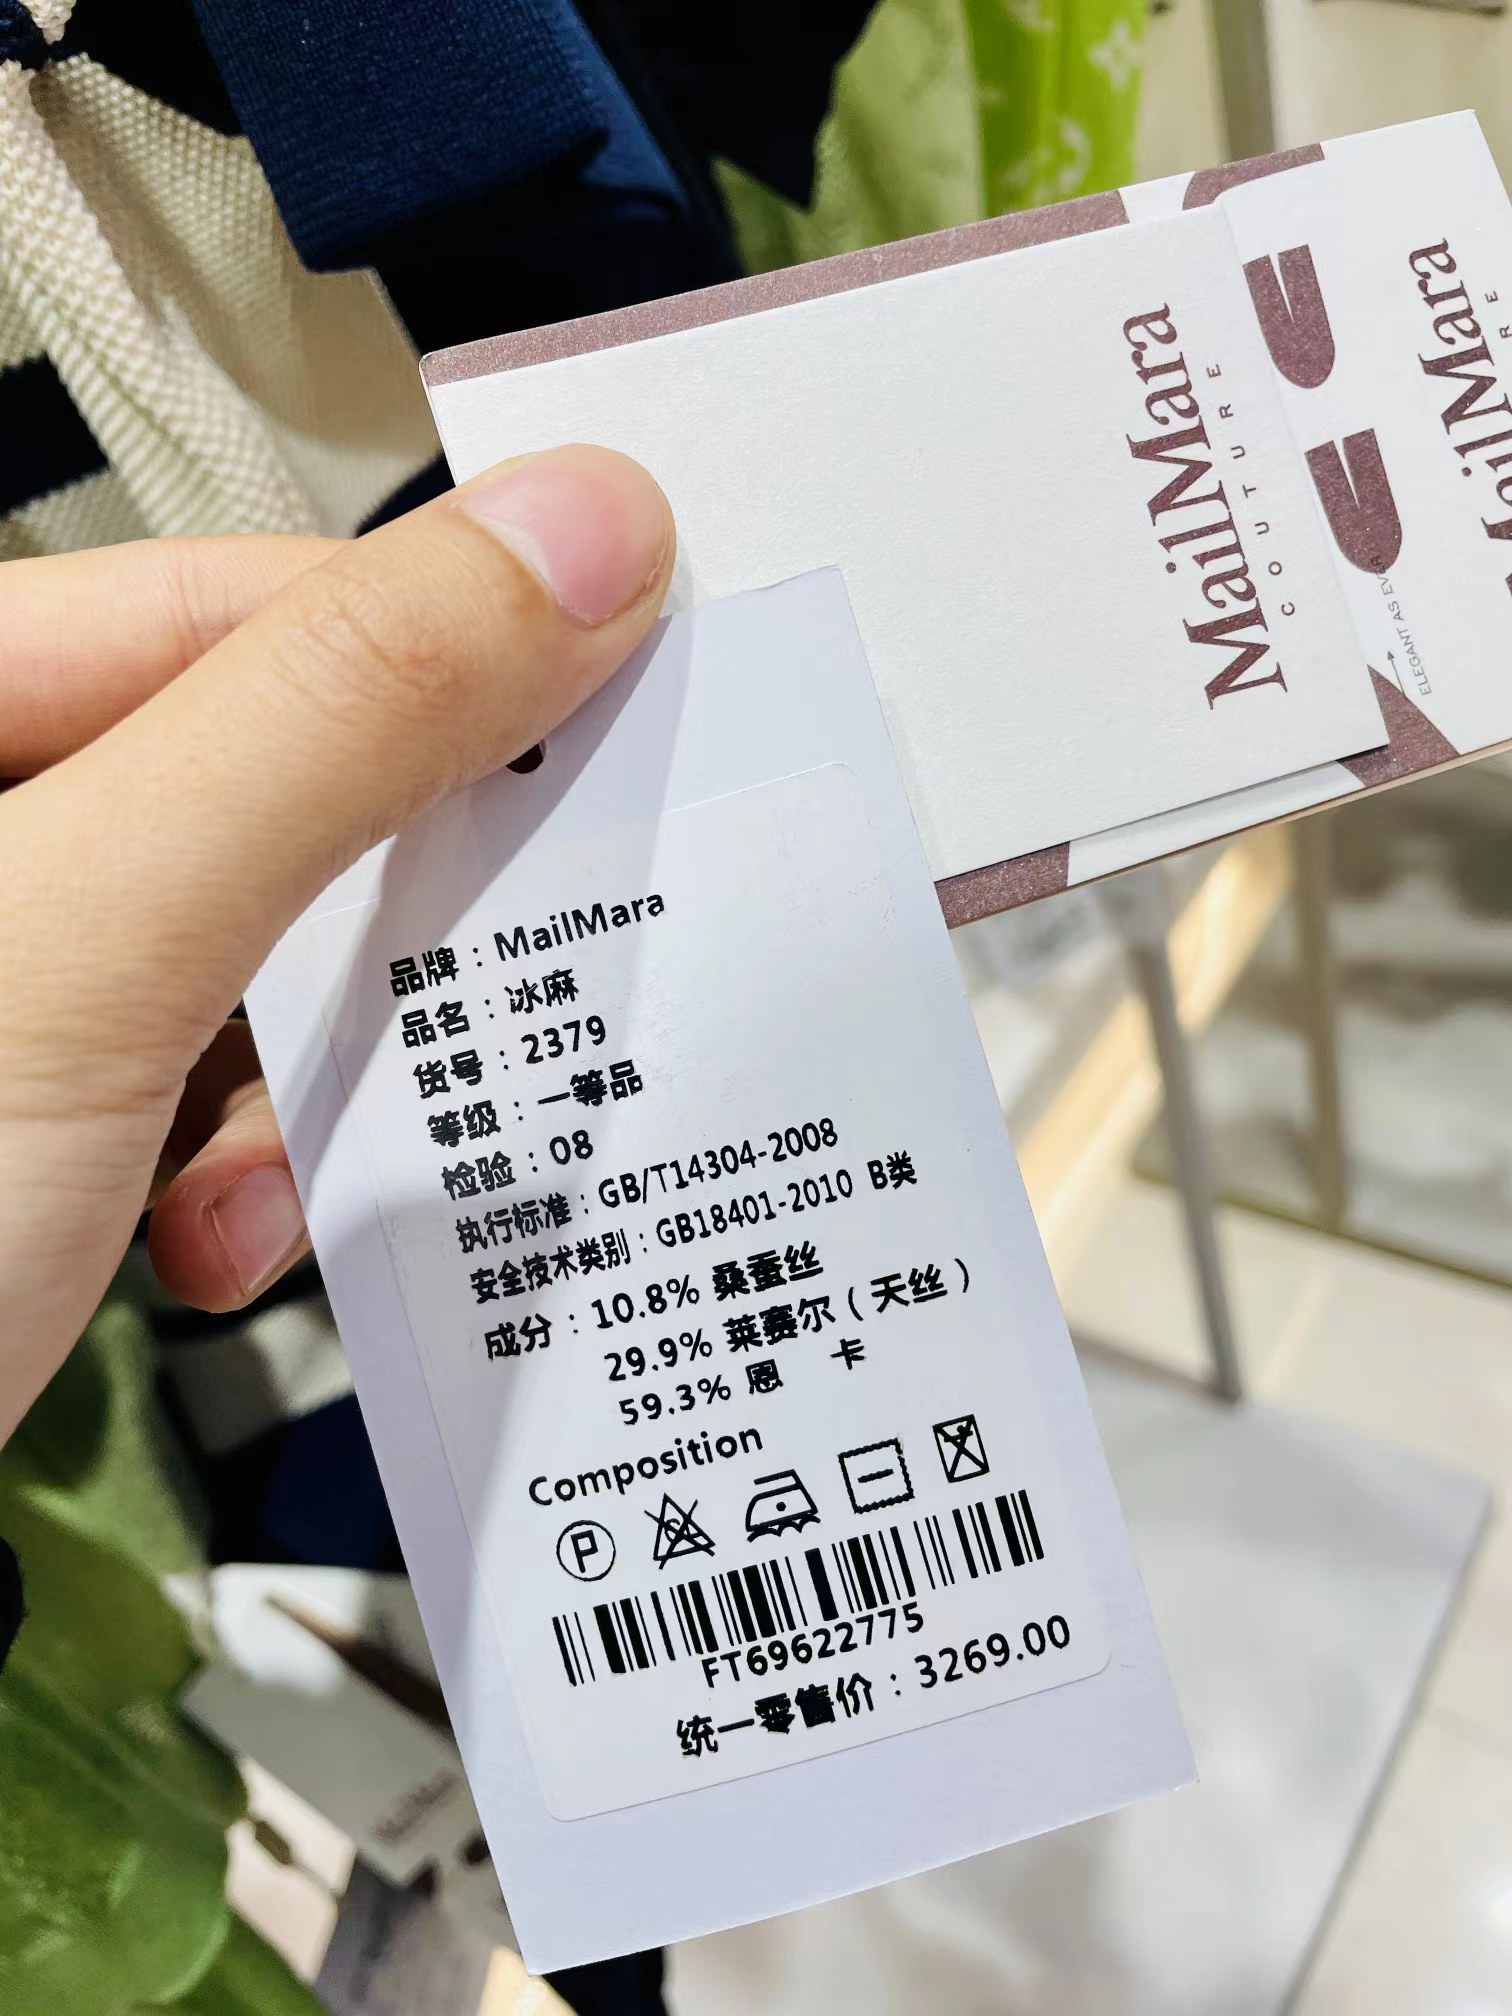 MailMara
COUTURE
MailMara
ELEGANT AS EVER
品牌：MailMara
品名：冰麻
货号：2379
等级：一等品
检验：08
执行标准：GB/T14304-2008
安全技术类别：GB18401-2010 B类
成分：10.8% 桑蚕丝
29.9% 莱赛尔（天丝）
59.3% 恩 卡
Composition
P
CL
FT69622775
统一零售价：3269.00